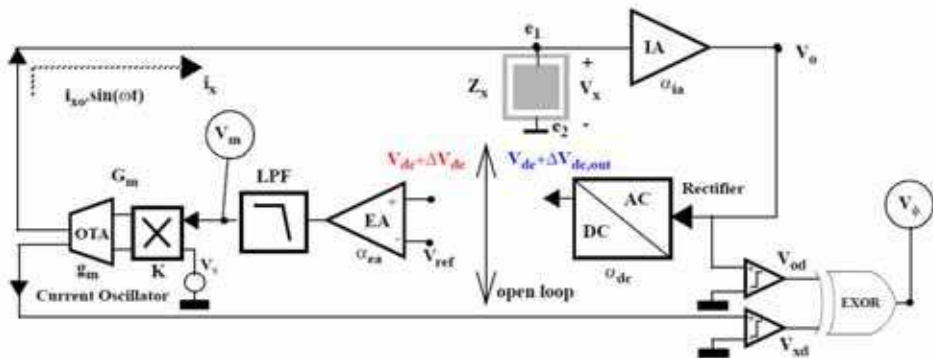 e1
IA
Vo
Zx
+
Vx
-
αia
ix
ixo.sin(ωt)
e2
Vm
Vdc+ΔVdc
Vdc+ΔVdc,out
Gm
LPF
AC
DC
Rectifier
Vϕ
OTA
K
EA
+
-
αea
Vref
αdc
gm
Vs
Current Oscillator
open loop
Vod
EXOR
Vxd